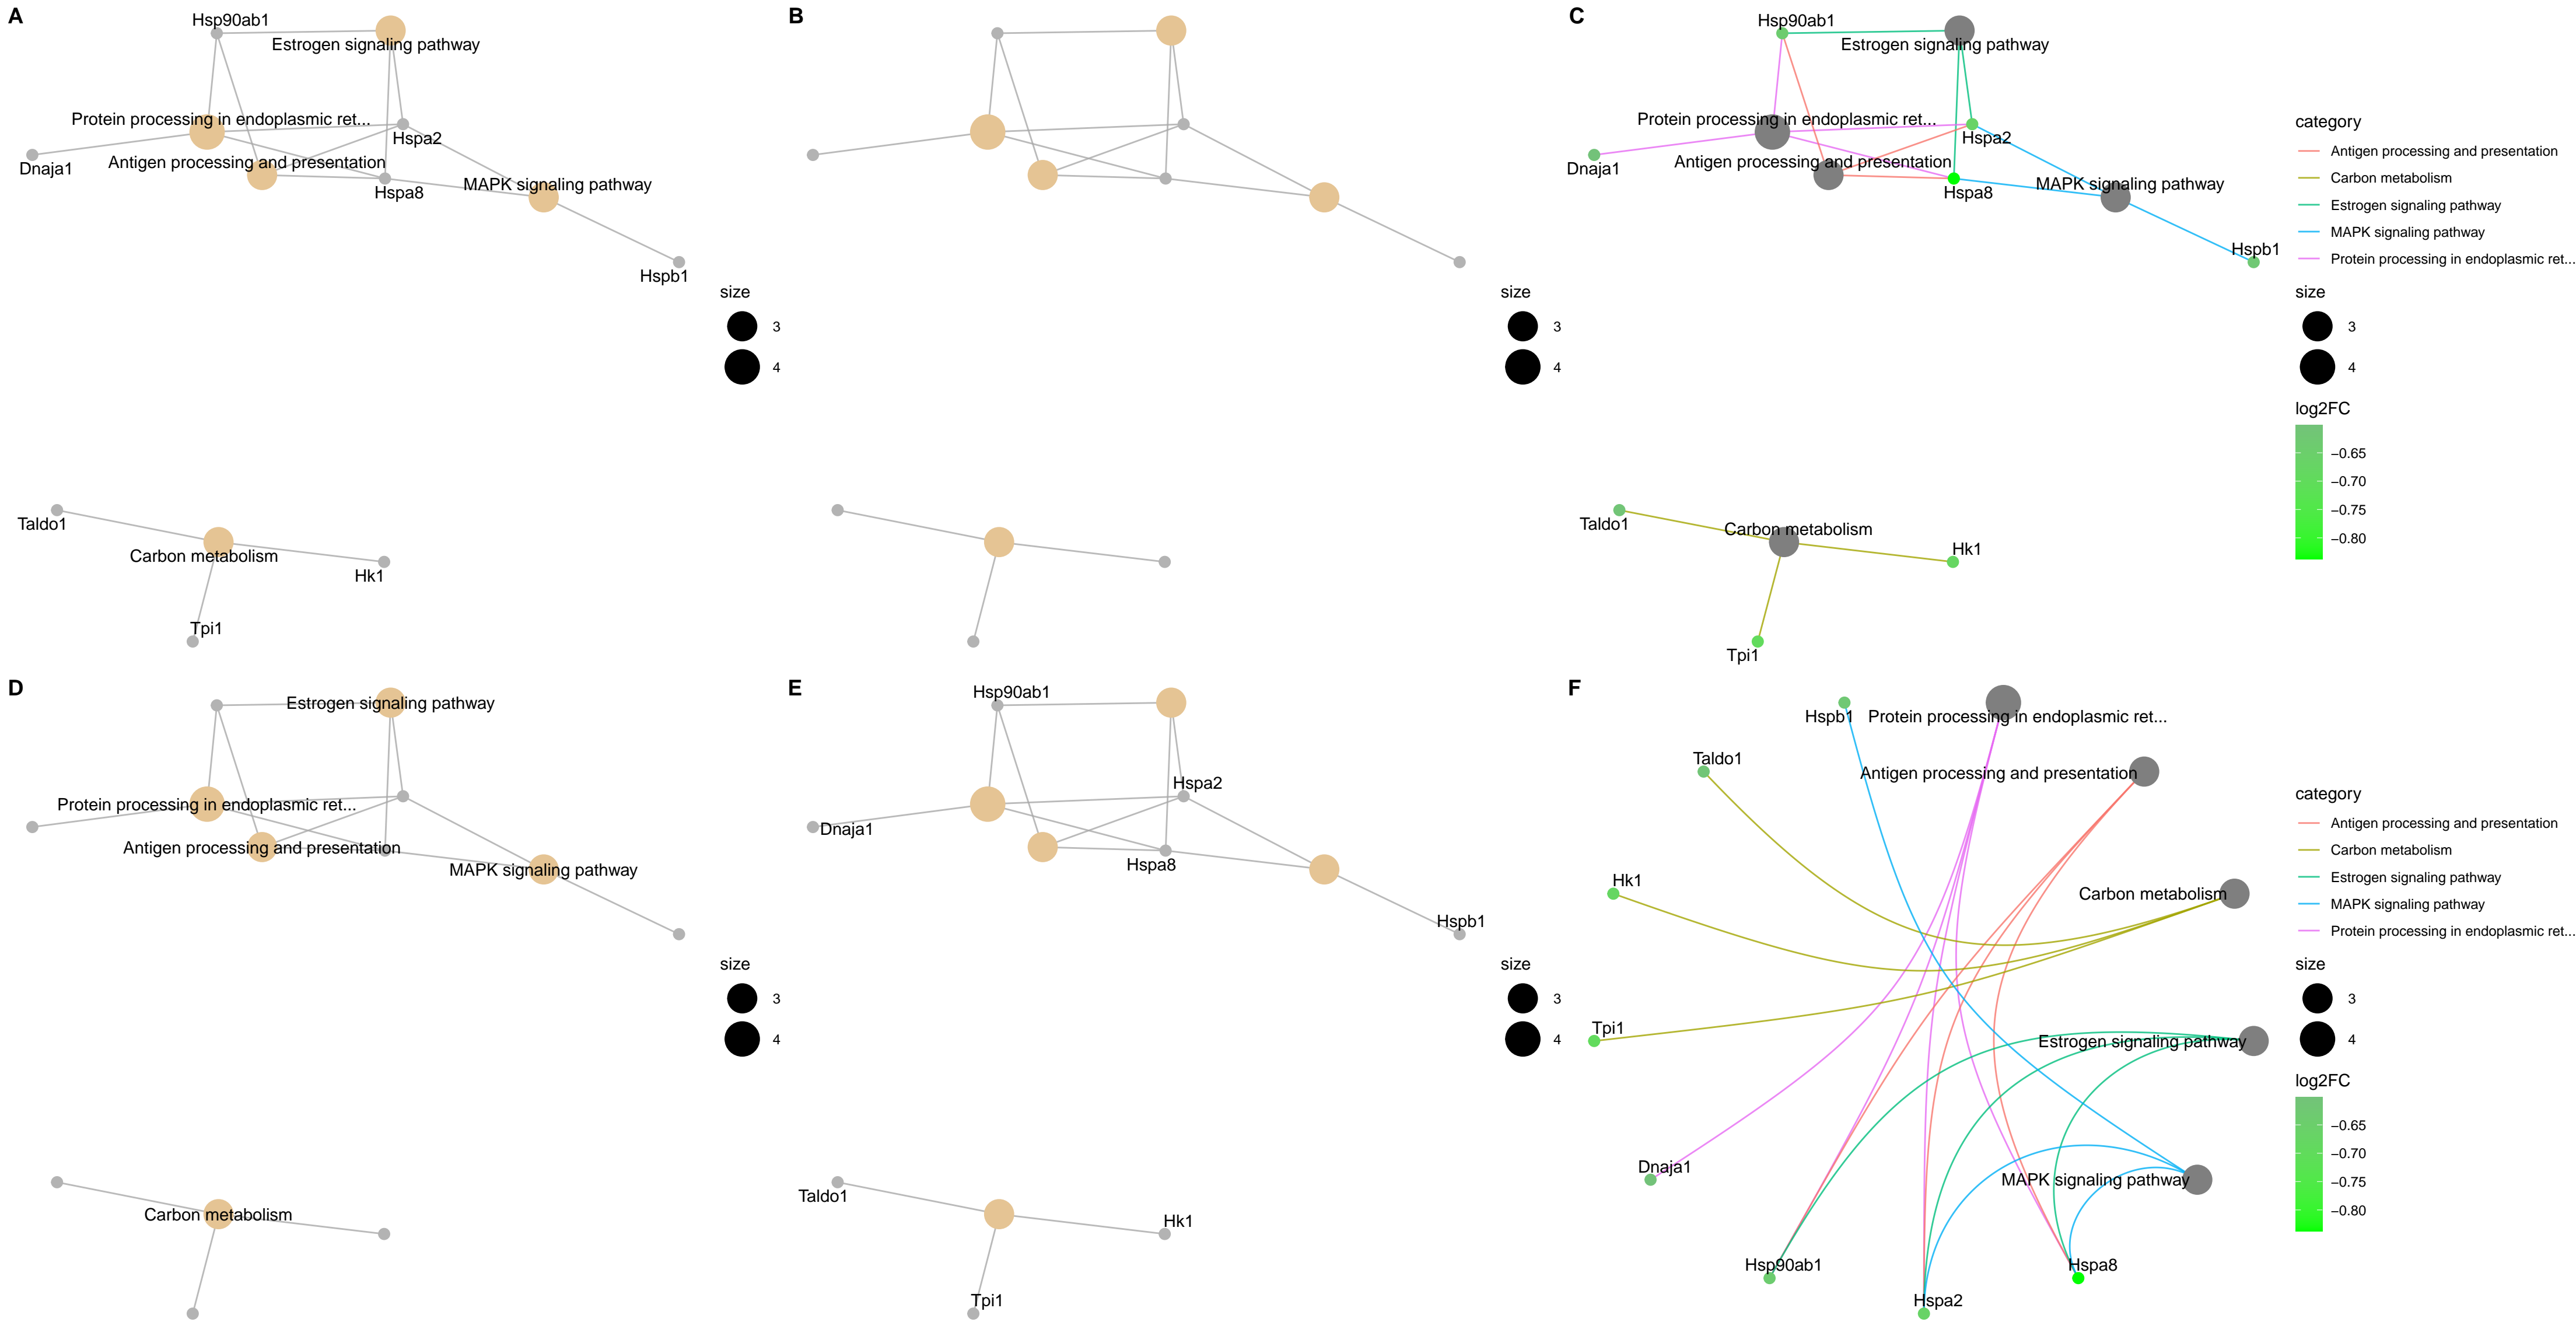 A
Hsp90ab1
Estrogen signaling pathway
Protein processing in endoplasmic ret...
Hspa2
Dnaja1
Antigen processing and presentation
Hspa8
MAPK signaling pathway
Hspb1
size
3
4
Taldo1
Carbon metabolism
Hk1
Tpi1
B
size
3
4
C
Hsp90ab1
Estrogen signaling pathway
Protein processing in endoplasmic ret...
Hspa2
Dnaja1
Antigen processing and presentation
Hspa8
MAPK signaling pathway
Hspb1
Taldo1
Carbon metabolism
Hk1
Tpi1
category
Antigen processing and presentation
Carbon metabolism
Estrogen signaling pathway
MAPK signaling pathway
Protein processing in endoplasmic ret...
size
3
4
log2FC
−0.65
−0.70
−0.75
−0.80
D
Estrogen signaling pathway
Protein processing in endoplasmic ret...
Antigen processing and presentation
MAPK signaling pathway
size
3
4
Carbon metabolism
E
Hsp90ab1
Hspa2
Dnaja1
Hspa8
Hspb1
size
3
4
Taldo1
Hk1
Tpi1
F
Hspb1
Protein processing in endoplasmic ret...
Taldo1
Antigen processing and presentation
Hk1
Carbon metabolism
Tpi1
Estrogen signaling pathway
Dnaja1
MAPK signaling pathway
Hsp90ab1
Hspa8
Hspa2
category
Antigen processing and presentation
Carbon metabolism
Estrogen signaling pathway
MAPK signaling pathway
Protein processing in endoplasmic ret...
size
3
4
log2FC
−0.65
−0.70
−0.75
−0.80